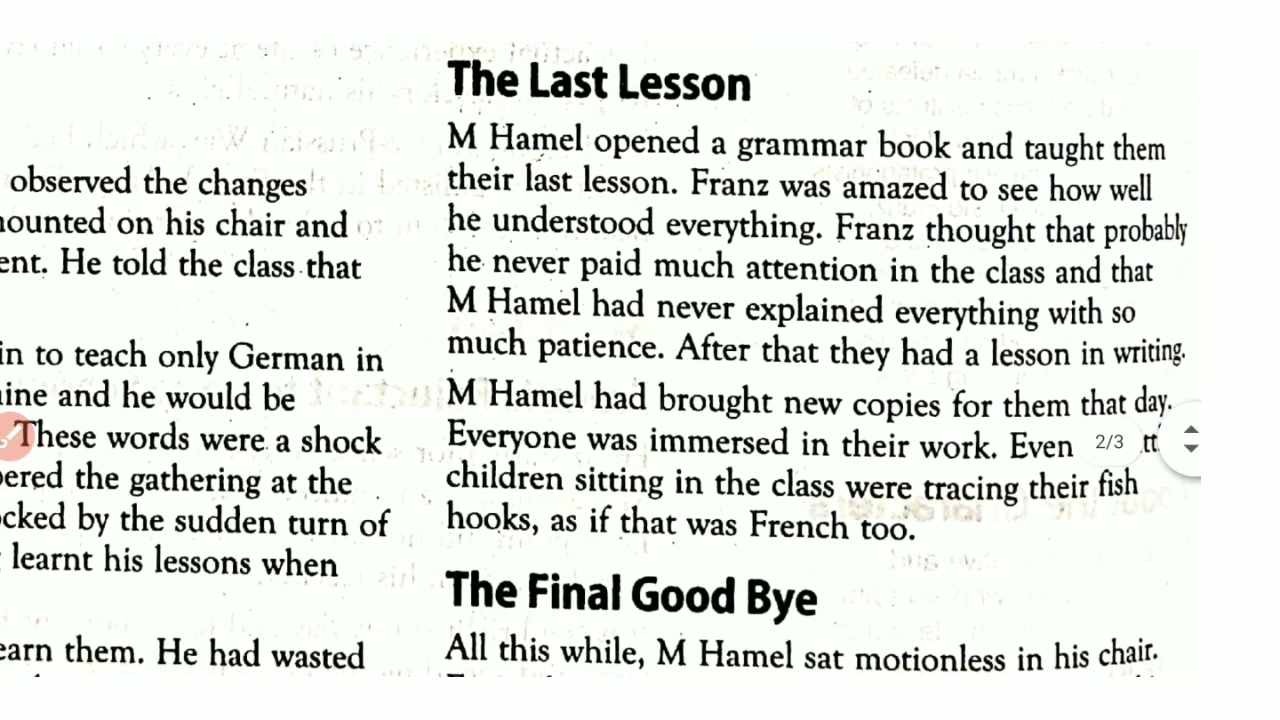 observed the changes
on his chair and
He told the class that
in to teach only German in
and he would be
These words were a shock
the gathering at the
by the sudden turn of
learnt his lessons when
them. He had wasted
The Last Lesson
M Hamel opened a grammar book and taught them
their last lesson. Franz was amazed to see how well
he understood everything. Franz thought that probably
he never paid much attention in the class and that
M Hamel had never explained everything with so
much patience. After that they had a lesson in writing.
M Hamel had brought new copies for them that day.
Everyone was immersed in their work. Even
2/3
children sitting in the class were tracing their fish
hooks, as if that was French too.
The Final Good Bye
All this while, M Hamel sat motionless in his chair.